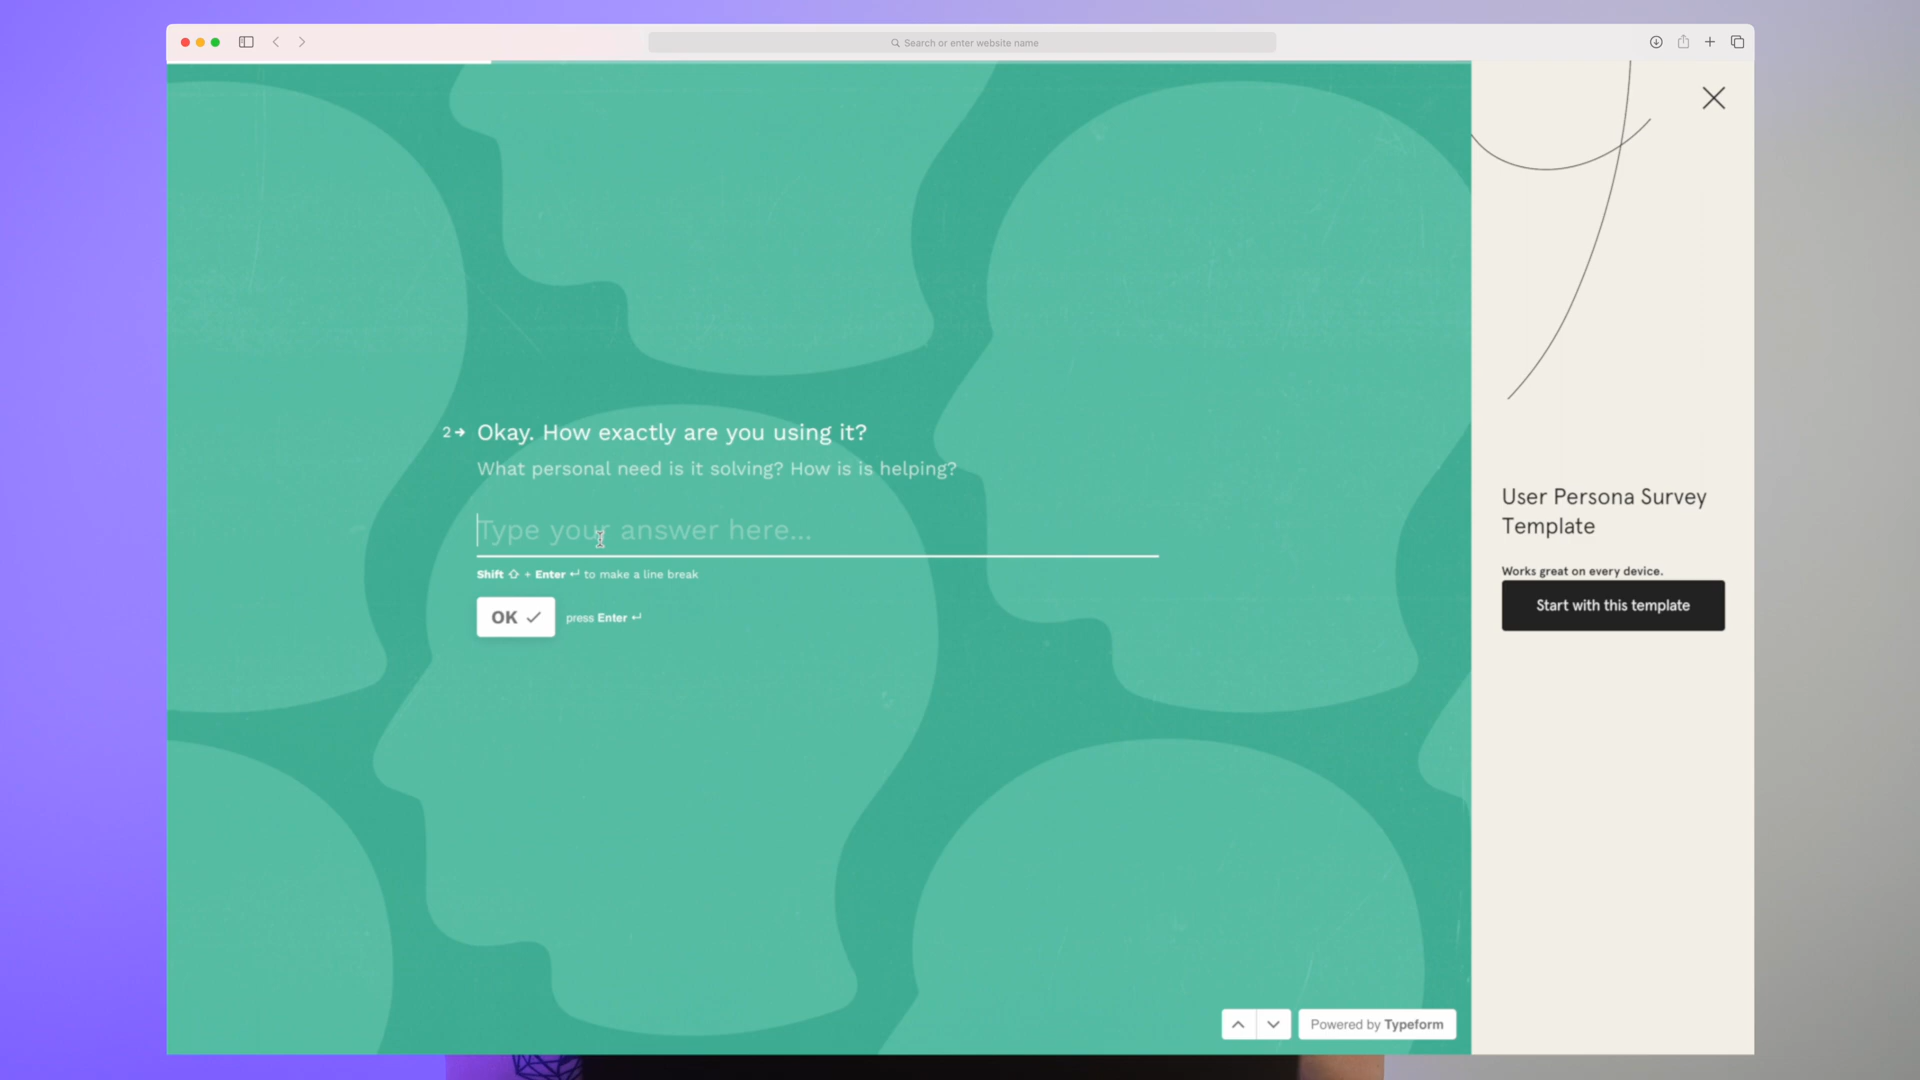 Search or enter website name
2 Okay. How exactly are you using it?
What personal need is it solving? How is is helping?
Type your answer here...
Shift + Enter to make a line break
OK press Enter
User Persona Survey
Template
Works great on every device.
Start with this template
Powered by Typeform